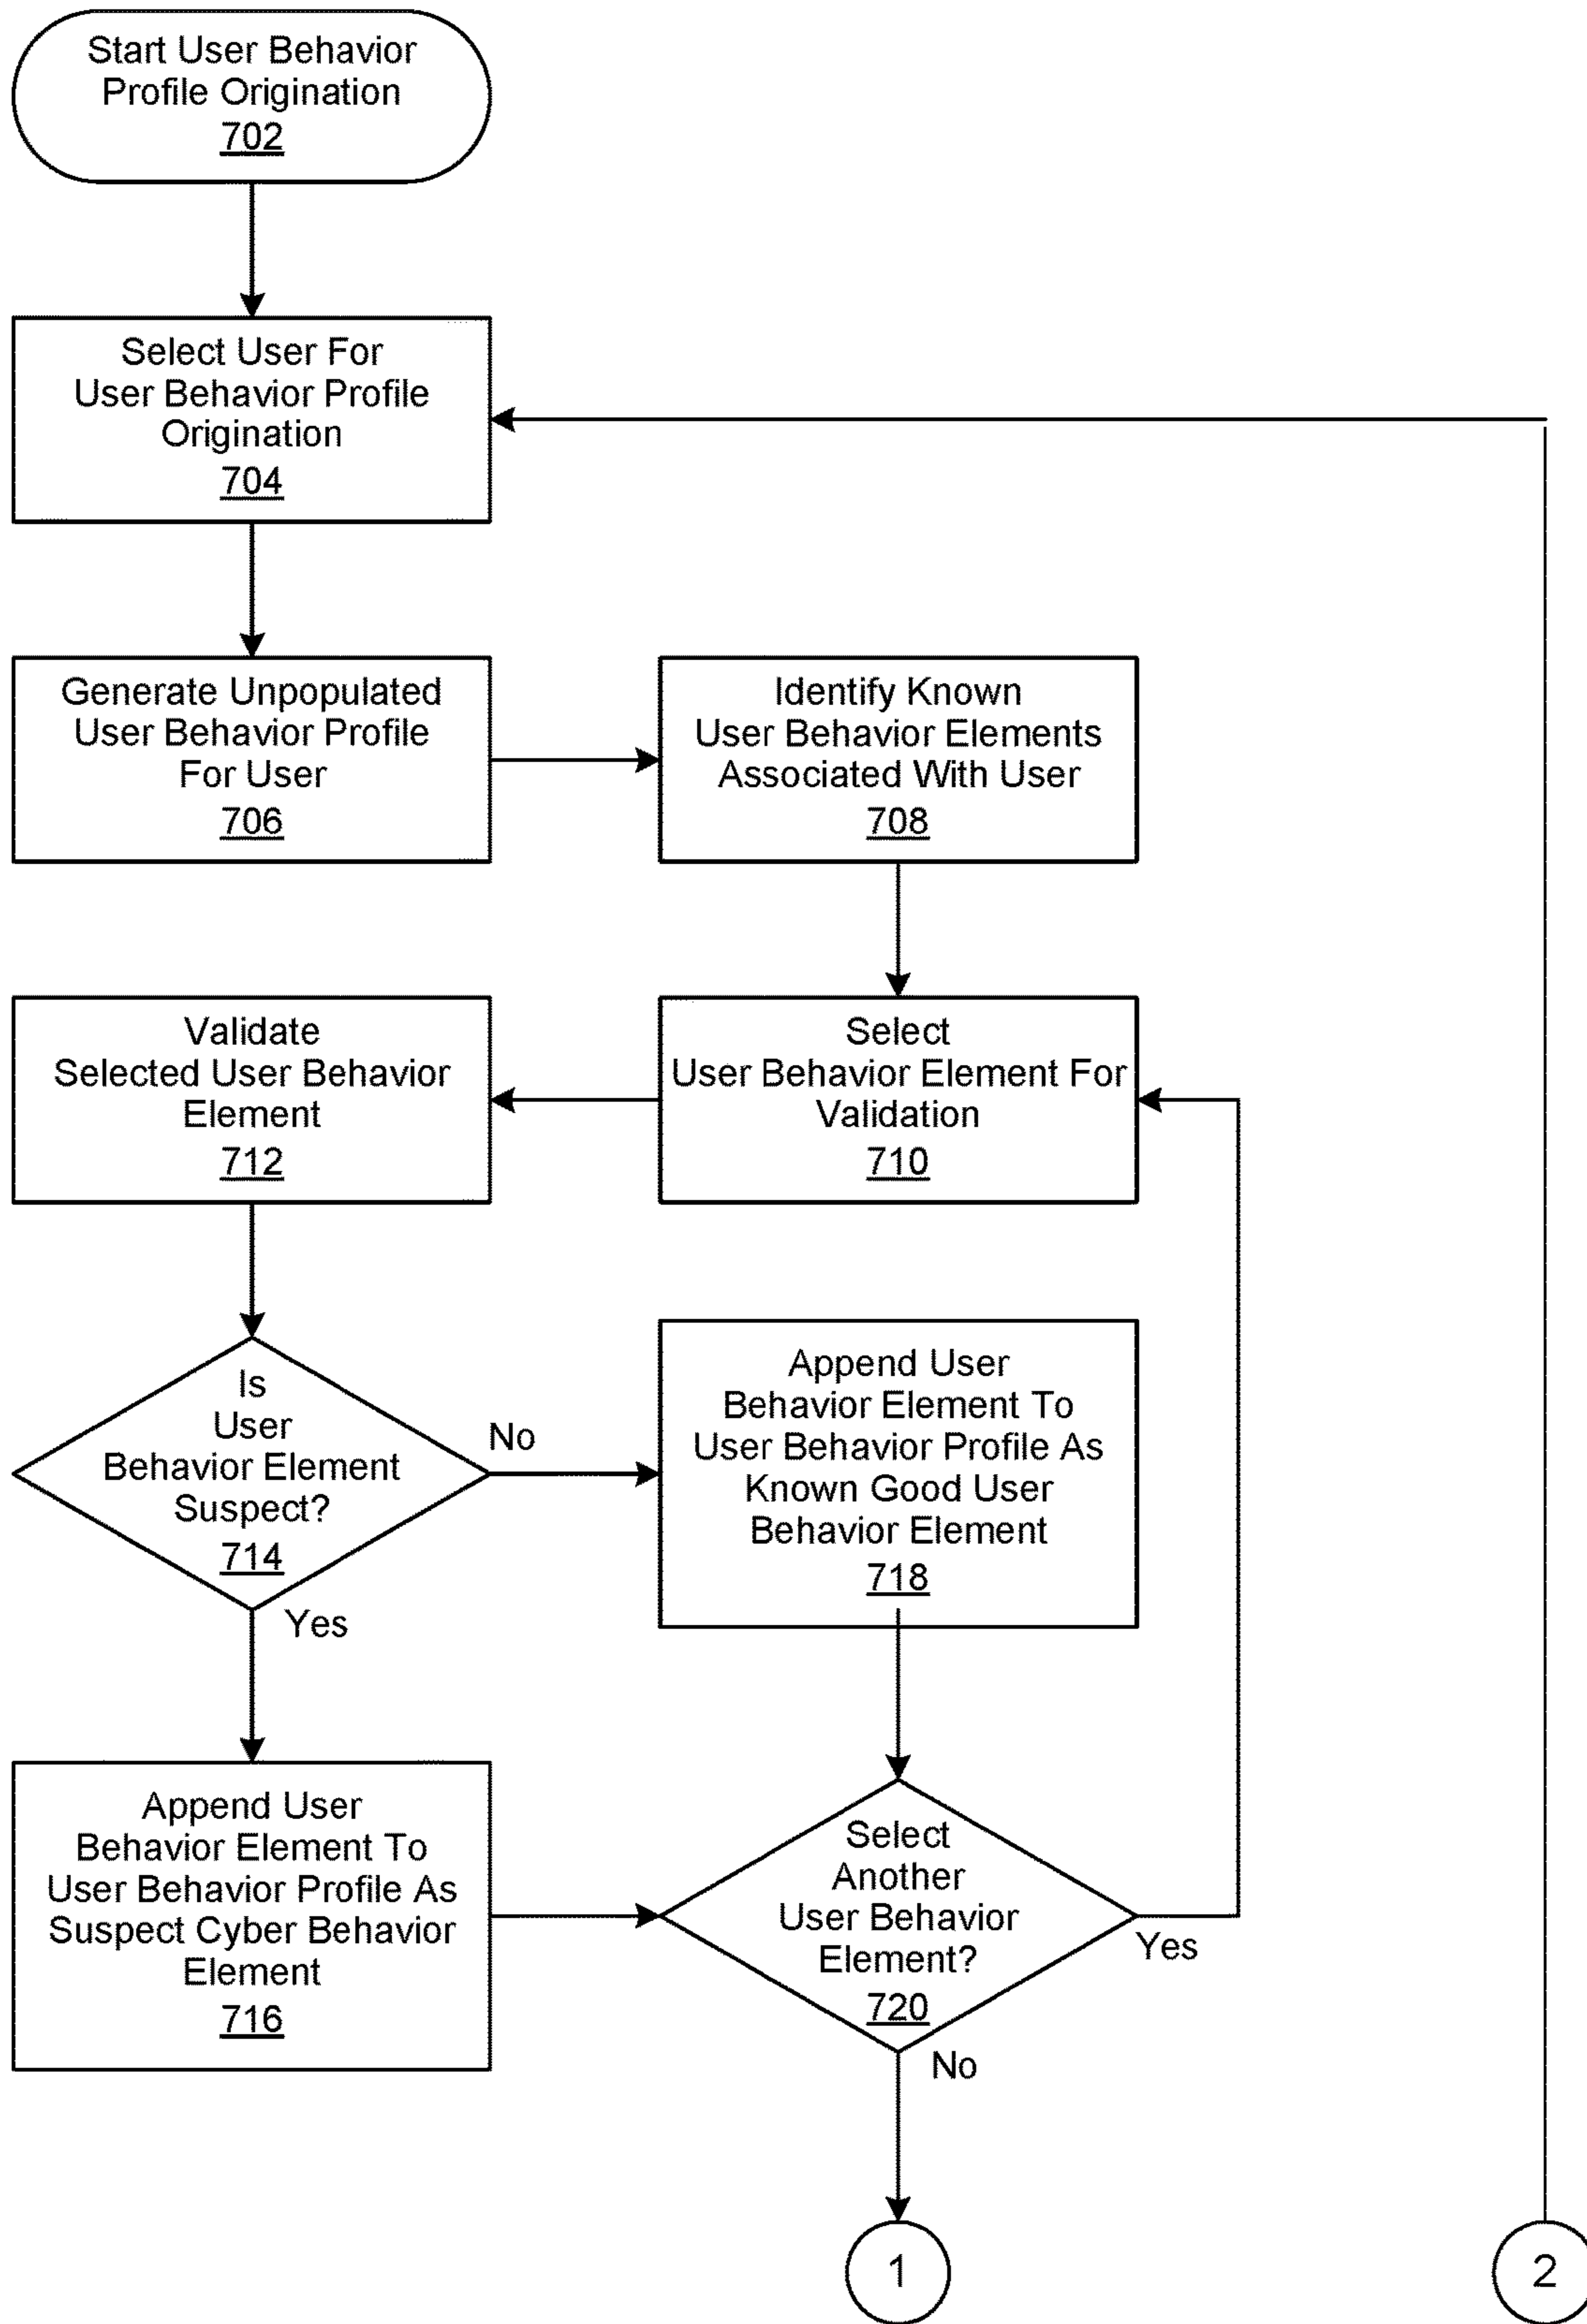 Start User Behavior
Profile Origination
702
Select User For
User Behavior Profile
Origination
704
Generate Unpopulated
User Behavior Profile
For User
706
Identify Known
User Behavior Elements
Associated With User
708
Select
User Behavior Element For
Validation
710
Validate
Selected User Behavior
Element
712
Is
User
Behavior Element
Suspect?
714
No
Yes
Append User
Behavior Element To
User Behavior Profile As
Known Good User
Behavior Element
718
Append User
Behavior Element To
User Behavior Profile As
Suspect Cyber Behavior
Element
716
Select
Another
User Behavior
Element?
720
Yes
No
1
2